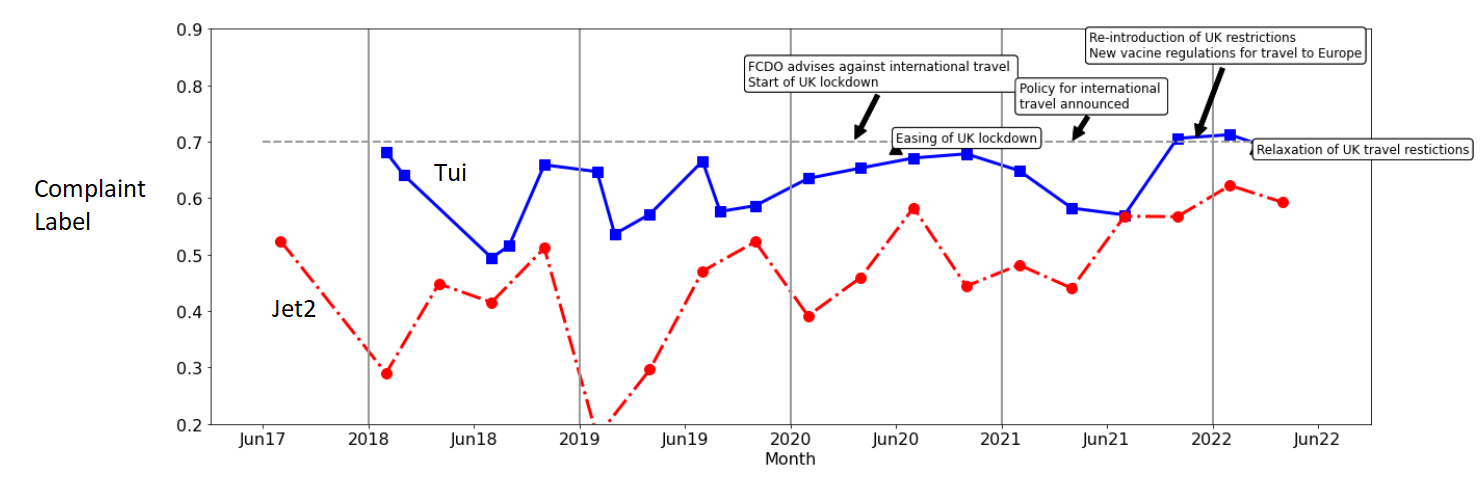 Complaint
Label
0.9
0.8
0.7
0.6
0.5
0.4
0.3
0.2
Tui
Jet2
FCDO advises against international travel
Start of UK lockdown
Easing of UK lockdown
Policy for international
travel announced
Re-introduction of UK restrictions
New vacine regulations for travel to Europe
Relaxation of UK travel restictions
Jun17
2018
Jun18
2019
Jun19
2020
Jun20
2021
Jun21
2022
Jun22
Month